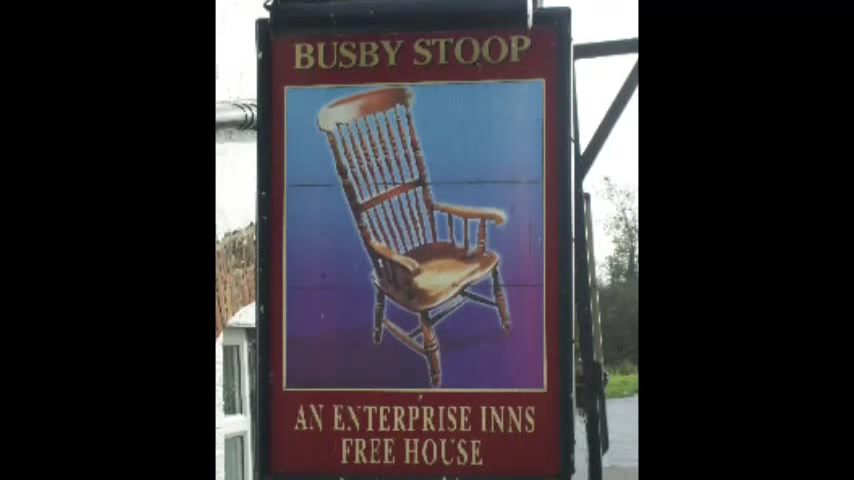 BUSBY STOOP
AN ENTERPRISE INNS
FREE HOUSE